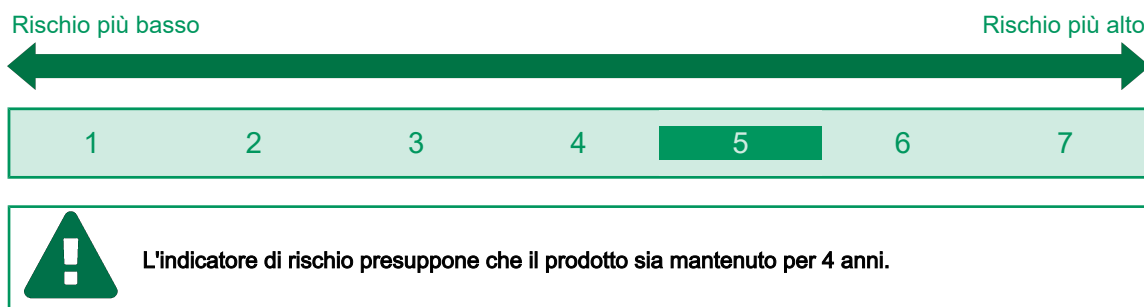 Rischio più basso Rischio più alto
1 2 3 4 5 6 7
L'indicatore di rischio presuppone che il prodotto sia mantenuto per 4 anni.